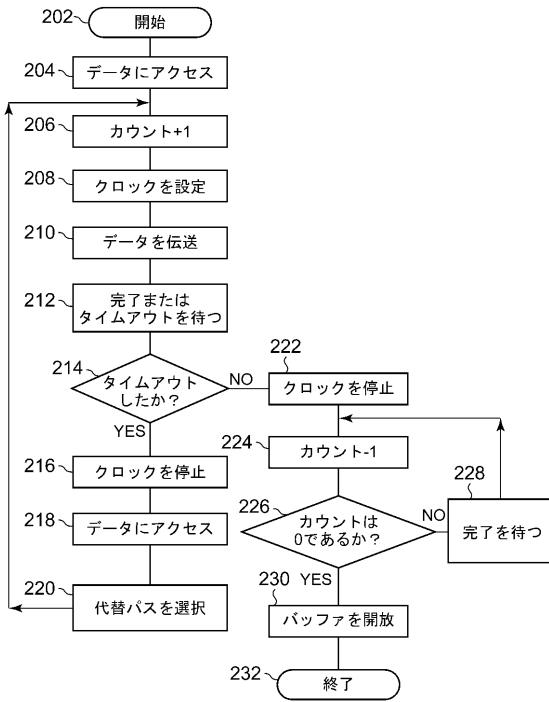 202
開始
204
データにアクセス
206
カウント+1
208
クロックを設定
210
データを伝送
212
完了または
タイムアウトを待つ
214
タイムアウト
したか?
NO
YES
216
クロックを停止
218
データにアクセス
220
代替パスを選択
222
クロックを停止
224
カウント-1
226
カウントは
0であるか?
NO
YES
228
完了を待つ
230
バッファを開放
232
終了